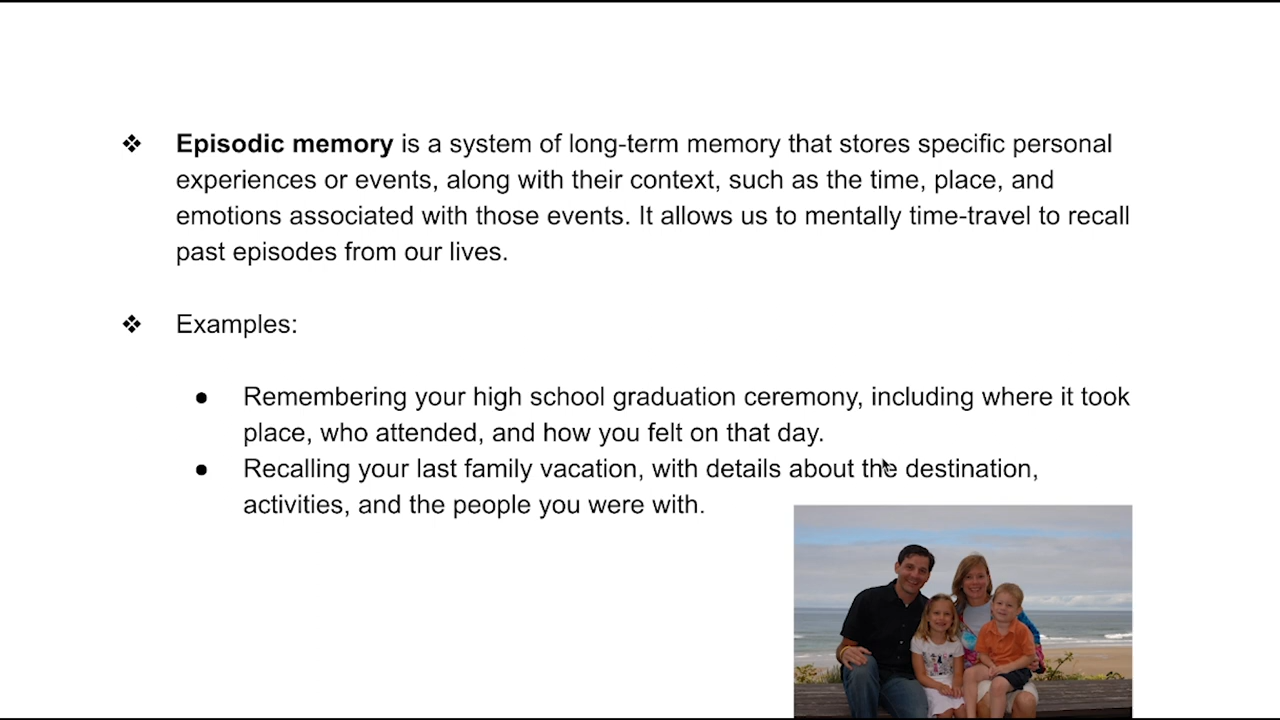 ❖ Episodic memory is a system of long-term memory that stores specific personal
experiences or events, along with their context, such as the time, place, and
emotions associated with those events. It allows us to mentally time-travel to recall
past episodes from our lives.
❖ Examples:
● Remembering your high school graduation ceremony, including where it took
place, who attended, and how you felt on that day.
● Recalling your last family vacation, with details about the destination,
activities, and the people you were with.